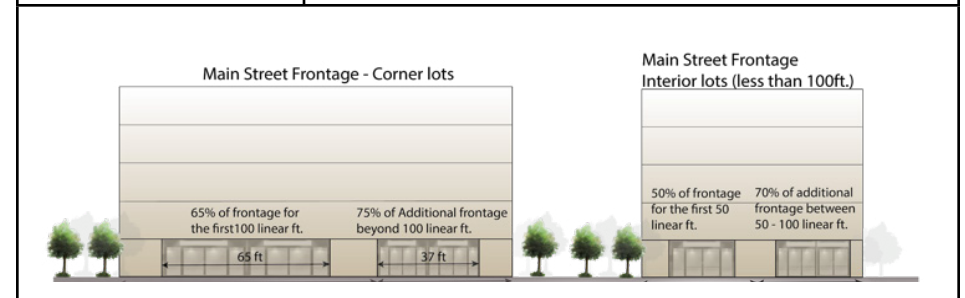 Main Street Frontage - Corner lots
65% of frontage for
the first100 linear ft.
75% of Additional frontage
beyond 100 linear ft.
65 ft
37 ft
Main Street Frontage
Interior lots (less than 100ft.)
50% of frontage
for the first 50
linear ft.
70% of additional
frontage between
50 - 100 linear ft.